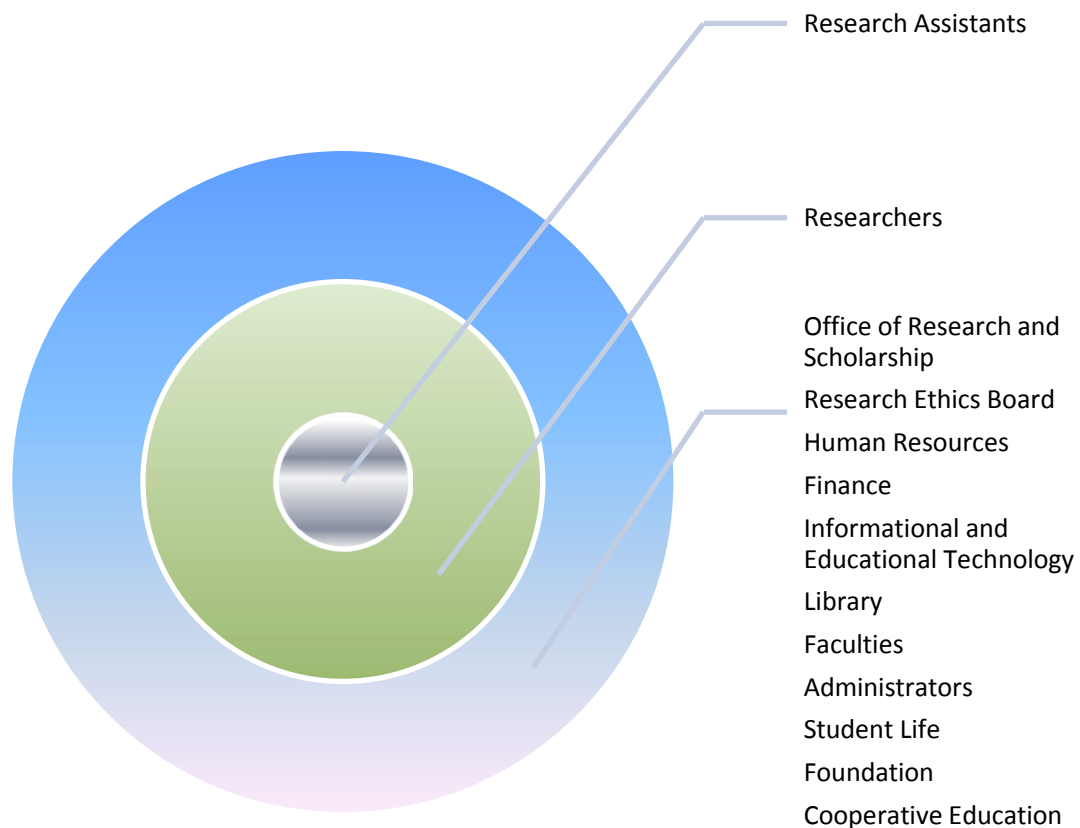 Research Assistants
Researchers
Office of Research and
Scholarship
Research Ethics Board
Human Resources
Finance
Informational and
Educational Technology
Library
Faculties
Administrators
Student Life
Foundation
Cooperative Education